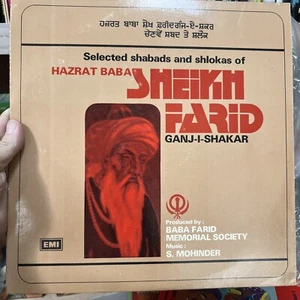 ਹਜ਼ਰਤ ਬਾਬਾ ਸ਼ੇਖ਼ ਫ਼ਰੀਦਗੰਜਿ-ਏ-ਸ਼ਕਰ
ਚੋਣਵੇਂ ਸ਼ਬਦ ਤੇ ਸ਼ਲੋਕ
Selected shabads and shlokas of
HAZRAT BABA
SHEIKH
FARID
GANJ-I-SHAKAR
Produced by :
BABA FARID
MEMORIAL SOCIETY
Music :
S. MOHINDER
EMI